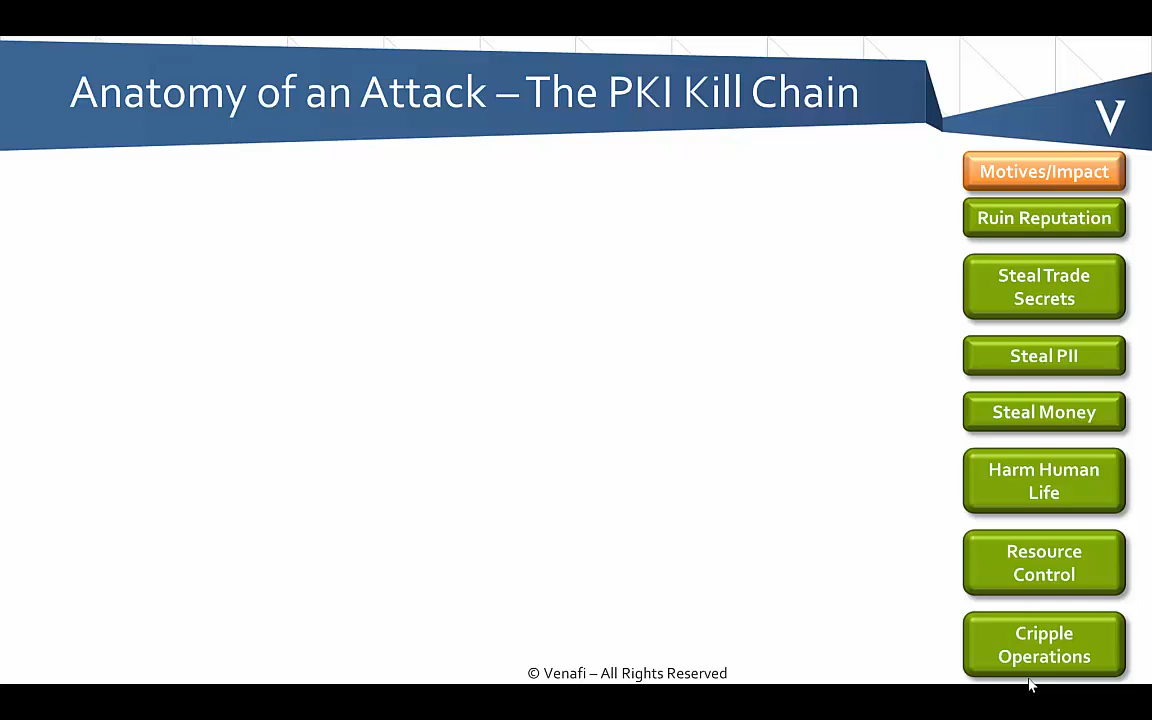 Anatomy of an Attack – The PKI Kill Chain
V
Motives/Impact
Ruin Reputation
Steal Trade
Secrets
Steal PII
Steal Money
Harm Human
Life
Resource
Control
Cripple
Operations
© Venafi – All Rights Reserved